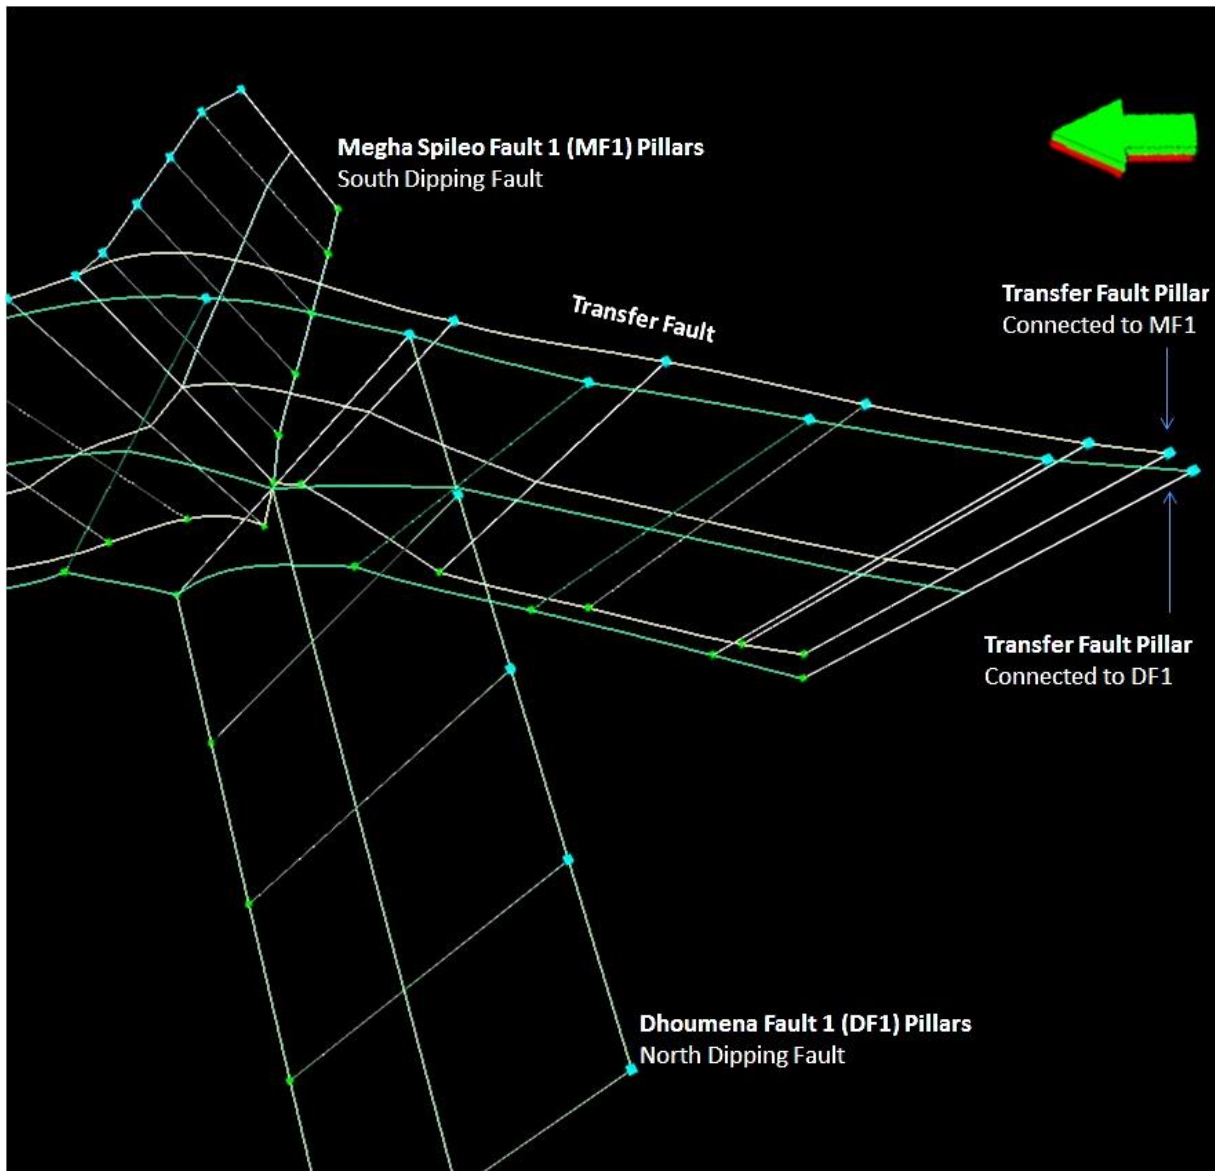 Megha Spileo Fault 1 (MF1) Pillars
South Dipping Fault
Transfer Fault
Transfer Fault Pillar
Connected to MF1
Transfer Fault Pillar
Connected to DF1
Dhoumena Fault 1 (DF1) Pillars
North Dipping Fault